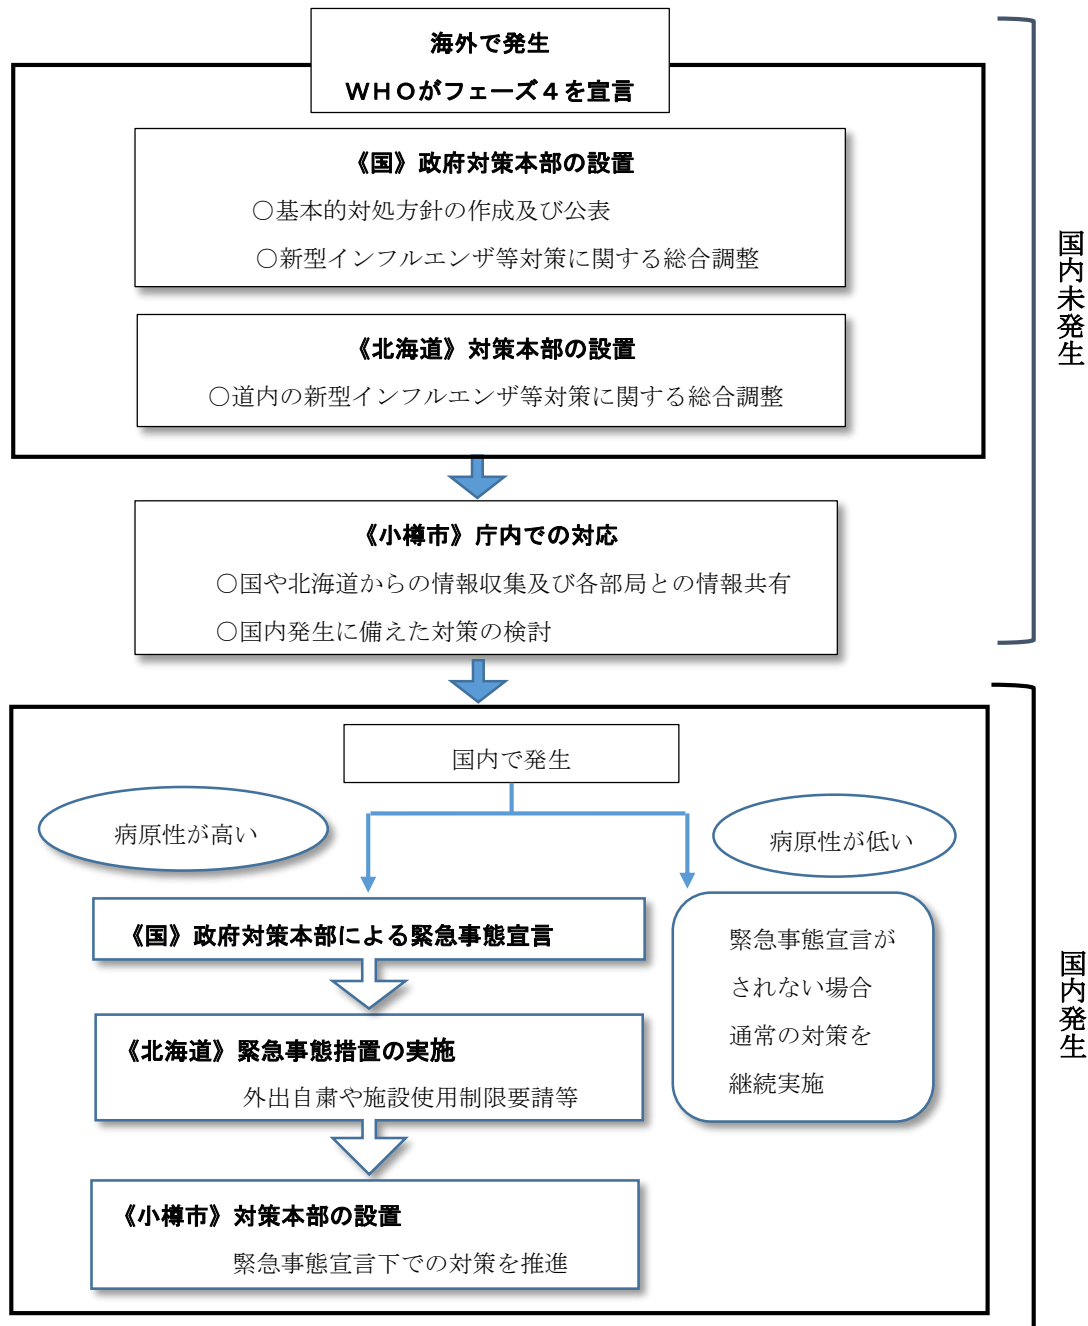 海外で発生
ＷＨＯがフェーズ４を宣言
《国》政府対策本部の設置
○基本的対処方針の作成及び公表
○新型インフルエンザ等対策に関する総合調整
《北海道》対策本部の設置
○道内の新型インフルエンザ等対策に関する総合調整
国内未発生
《小樽市》庁内での対応
○国や北海道からの情報収集及び各部局との情報共有
○国内発生に備えた対策の検討
国内で発生
病原性が高い
病原性が低い
《国》政府対策本部による緊急事態宣言
《北海道》緊急事態措置の実施
外出自粛や施設使用制限要請等
《小樽市》対策本部の設置
緊急事態宣言下での対策を推進
緊急事態宣言が
されない場合
通常の対策を
継続実施
国内発生